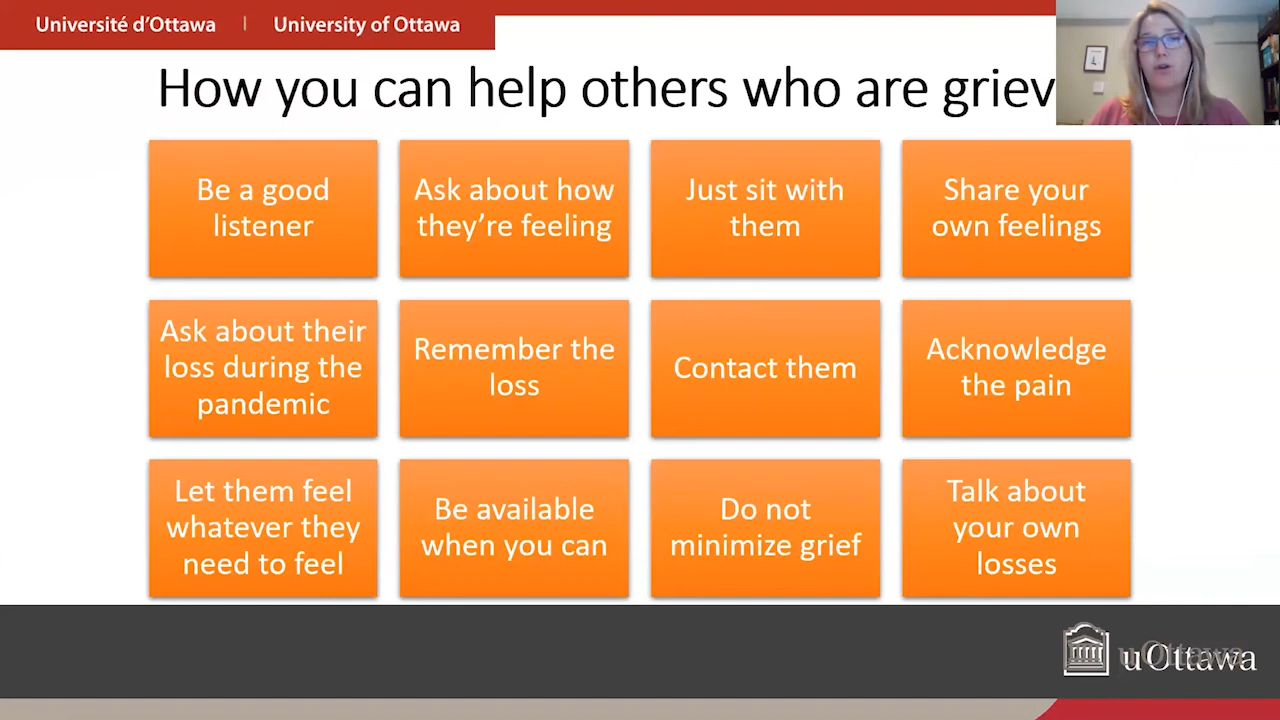 Université d'Ottawa | University of Ottawa
How you can help others who are griev
Be a good
listener
Ask about how
they're feeling
Just sit with
them
Share your
own feelings
Ask about their
loss during the
pandemic
Remember the
loss
Contact them
Acknowledge
the pain
Let them feel
whatever they
need to feel
Be available
when you can
Do not
minimize grief
Talk about
your own
losses
uOttawa